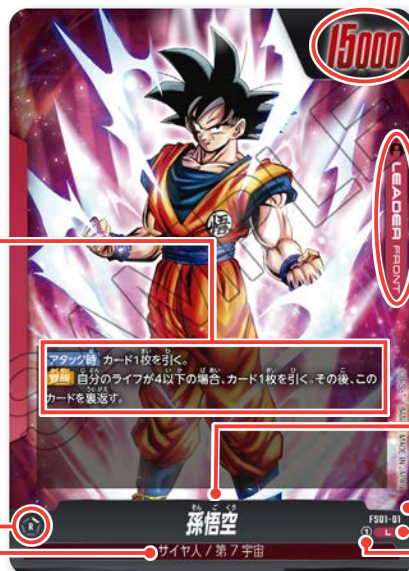 15000
LEADER FRONT
アタック時 カード1枚を引く。
覚醒 自分のライフが4以下の場合、カード1枚を引く。その後、この
カードを裏返す。
孫悟空
FS01-01
R
① L
サイヤ人 / 第7宇宙